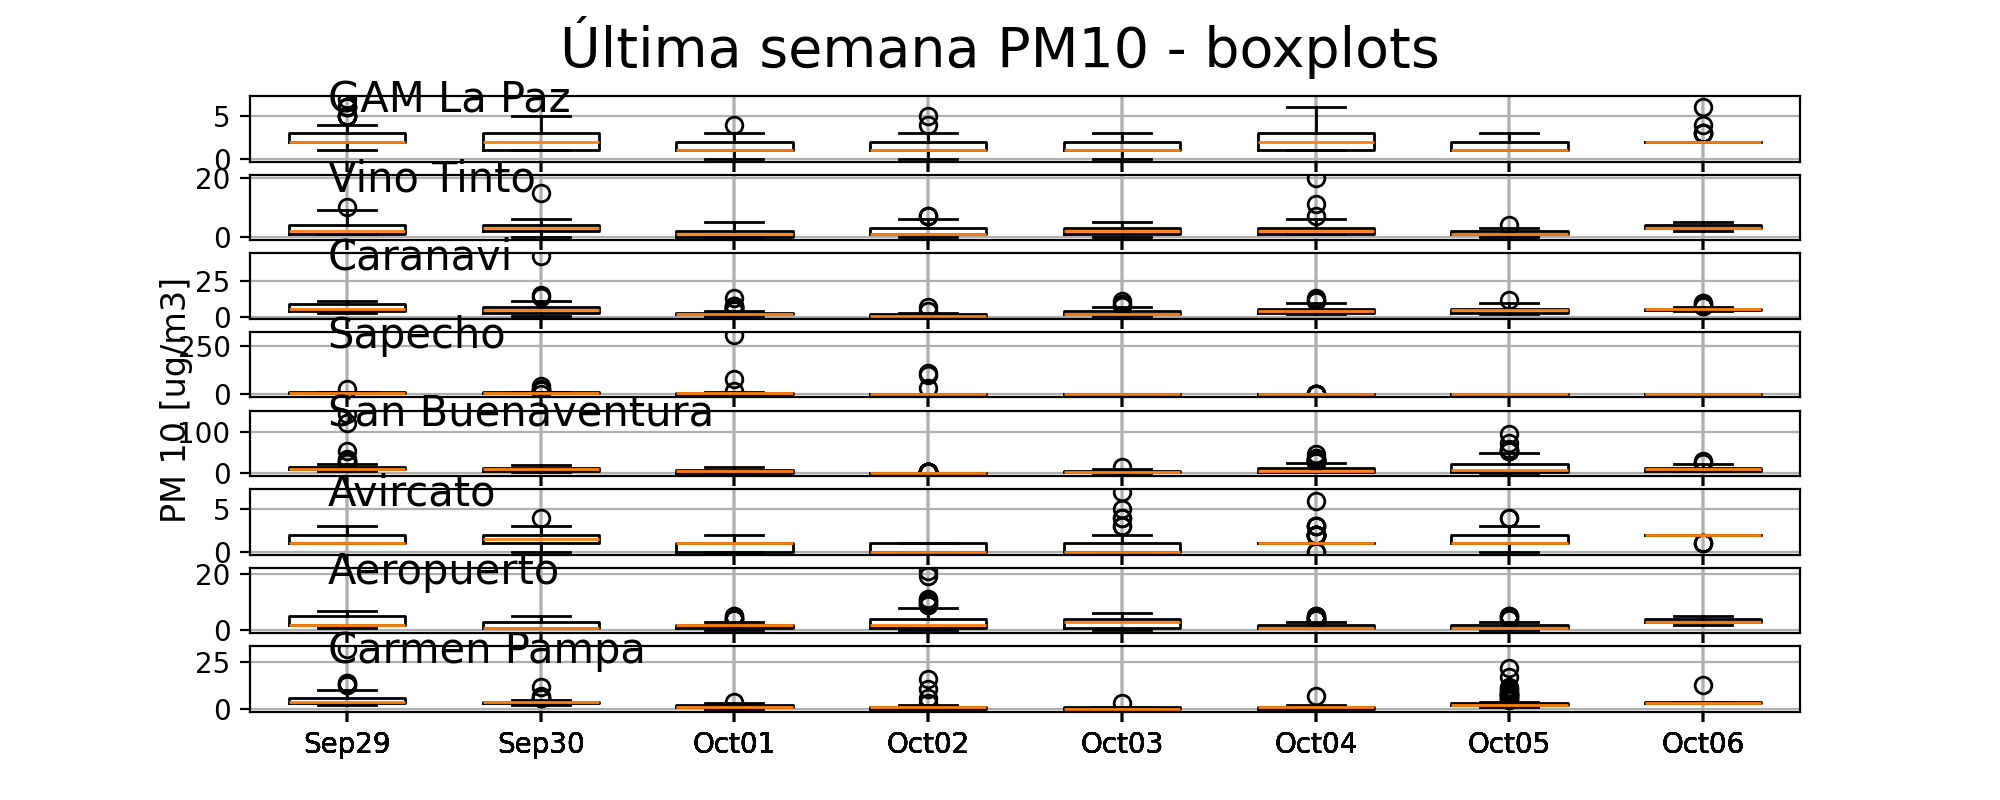 Última semana PM10 - boxplots
GAM La Paz
5
0
Vino Tinto
20
0
Caranavi
25
0
PM 10 [ug/m3]
Sapecho
250
0
San Buenaventura
100
0
Avircato
5
0
Aeropuerto
20
0
Carmen Pampa
25
0
Sep29 Sep30 Oct01 Oct02 Oct03 Oct04 Oct05 Oct06